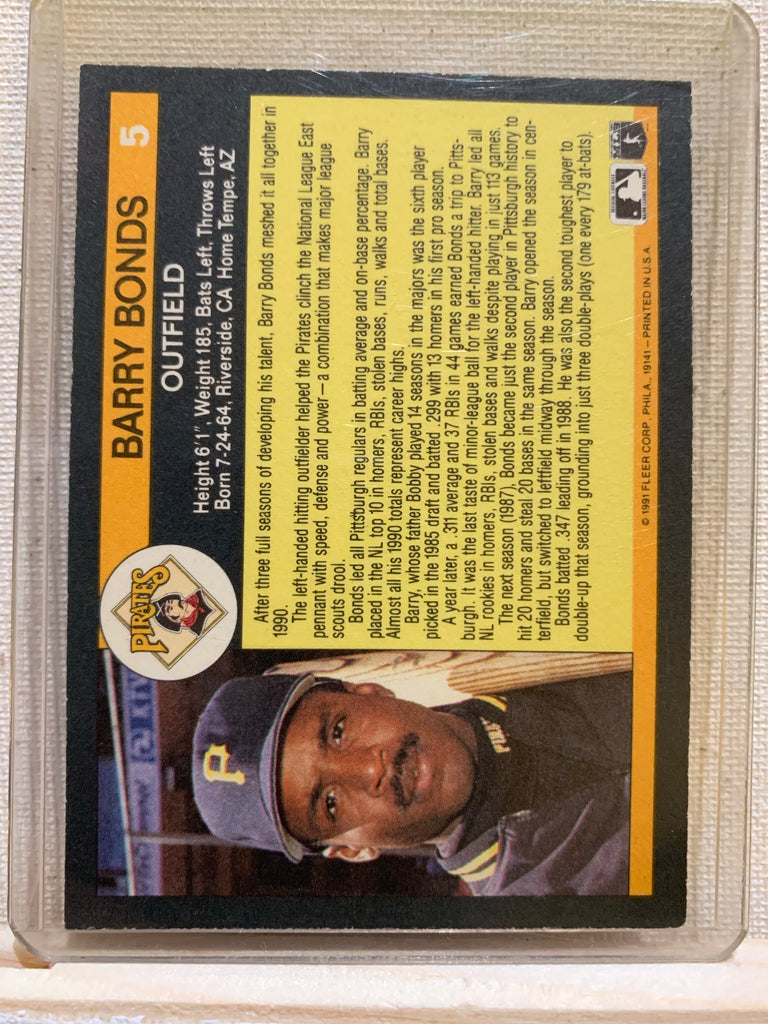 BARRY BONDS 5
OUTFIELD
Height 6'1", Weight 185, Bats Left, Throws Left
Born 7-24-64, Riverside, CA Home Tempe, AZ
PIRATES
P
After three full seasons of developing his talent, Barry Bonds meshed it all together in
1990.
The left-handed hitting outfielder helped the Pirates clinch the National League East
pennant with speed, defense and power — a combination that makes major league
scouts drool.
Bonds led all Pittsburgh regulars in batting average and on-base percentage. Barry
placed in the NL top 10 in homers, RBIs, stolen bases, runs, walks and total bases.
Almost all his 1990 totals represent career highs.
Barry, whose father Bobby played 14 seasons in the majors was the sixth player
picked in the 1985 draft and batted .299 with 13 homers in his first pro season.
A year later, a .311 average and 37 RBIs in 44 games earned Bonds a trip to Pitts-
burgh. It was the last taste of minor-league ball for the left-handed hitter. Barry led all
NL rookies in homers, RBIs, stolen bases and walks despite playing in just 113 games.
The next season (1987), Bonds became just the second player in Pittsburgh history to
hit 20 homers and steal 20 bases in the same season. Barry opened the season in cen-
terfield, but switched to leftfield midway through the season.
Bonds batted .347 leading off in 1988. He was also the second toughest player to
double-up that season, grounding into just three double-plays (one every 179 at-bats).
© 1991 FLEER CORP., PHILA., 19141 – PRINTED IN U.S.A.